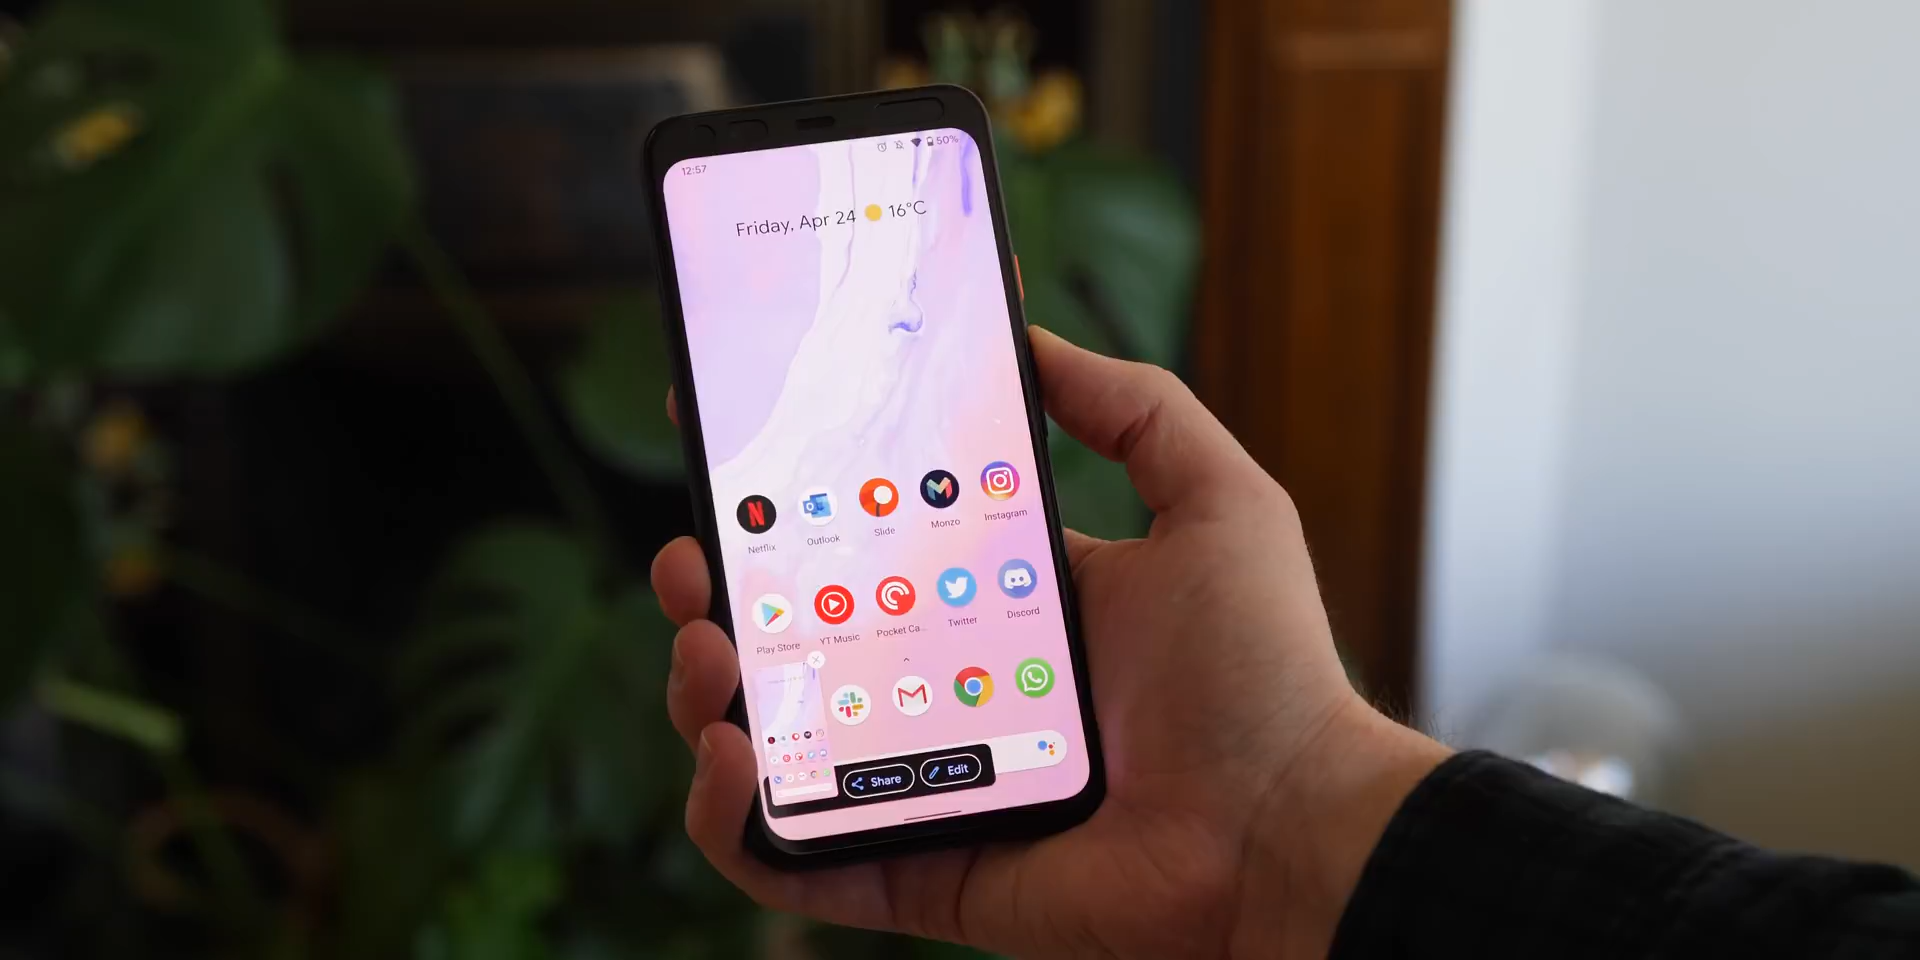 12:57
50%
Friday, Apr 24 16°C
Netflix Outlook Slide Monzo Instagram
Play Store YT Music Pocket Ca... Twitter Discord
Share Edit